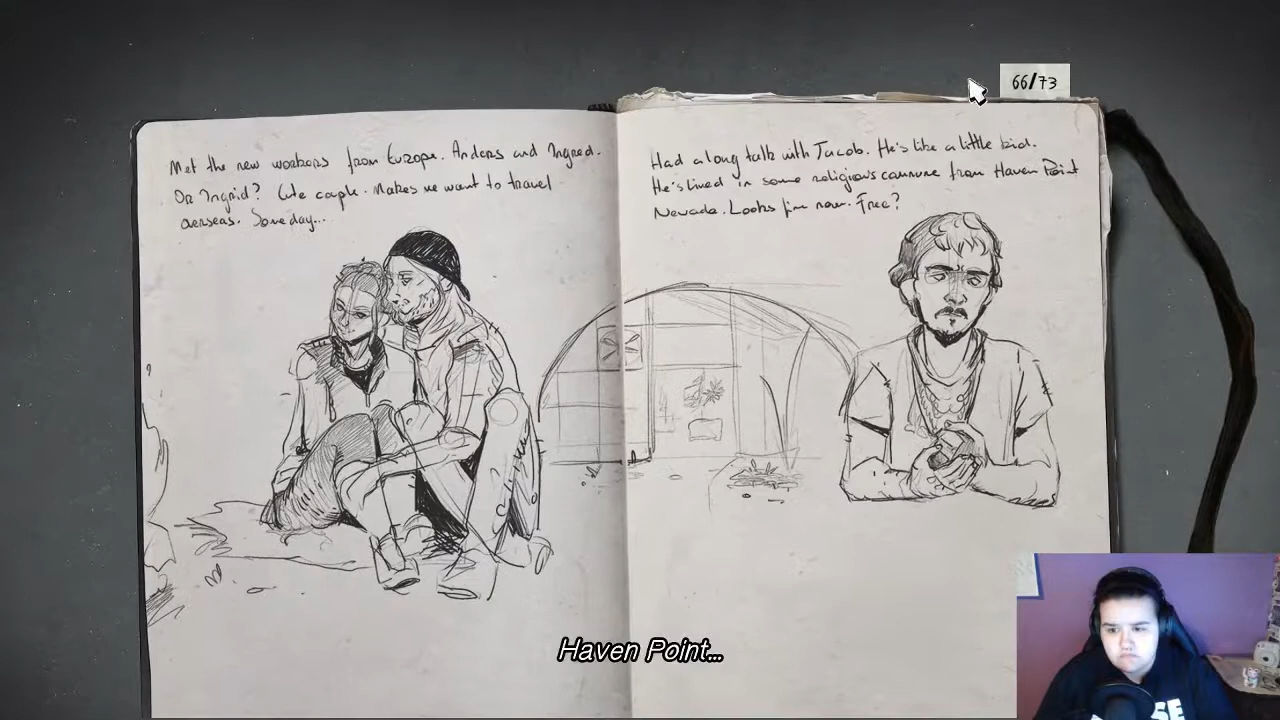 66/73
Met the new workers from Europe. Anders and Ingred.
Or Ingrid? Cute couple. Makes me want to travel
overseas. Someday...
Had a long talk with Jacob. He's like a little bird.
He's lived in some religious commune from Haven Point
Nevada. Looks fine now. Free?
Haven Point...
SE